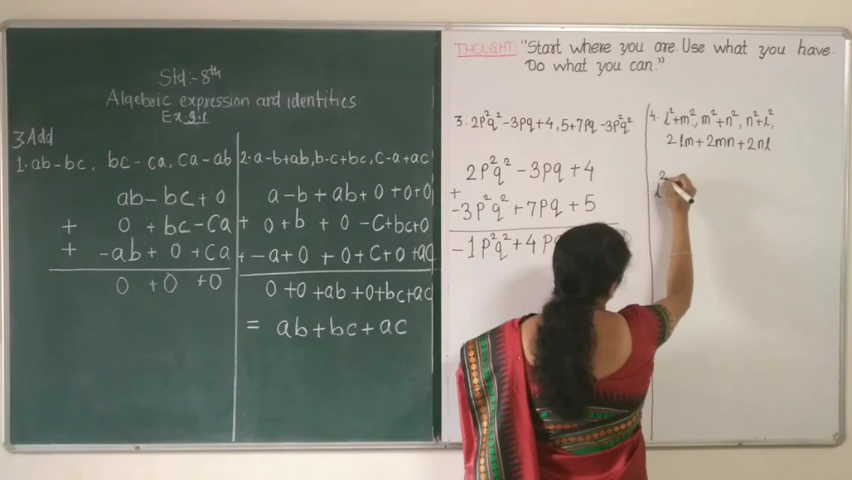 Std:- 8th
Algebaic expression and identities
Ex 9.1
3. Add
1. ab-bc, bc-ca, ca-ab
ab-bc+0
+ 0 + bc-ca
+ -ab + 0 + ca
0 +0 +0
2. a-b+ab, b-c+bc, c-a+ac
a-b+ab+0+0+0
+ 0+b+0-c+bc+0
+ -a+0+0+c+0+ac
0+0+ab+0+bc+ac
= ab+bc+ac
THOUGHT: "Start where you are. Use what you have.
Do what you can."
3. 2p²q²-3pq+4, 5+7pq-3p²q²
2p²q²-3pq+4
+
-3p²q²+7pq+5
-1p²q²+4p
4. l²+m², m²+n², n²+l²,
2lm+2mn+2nl
l²